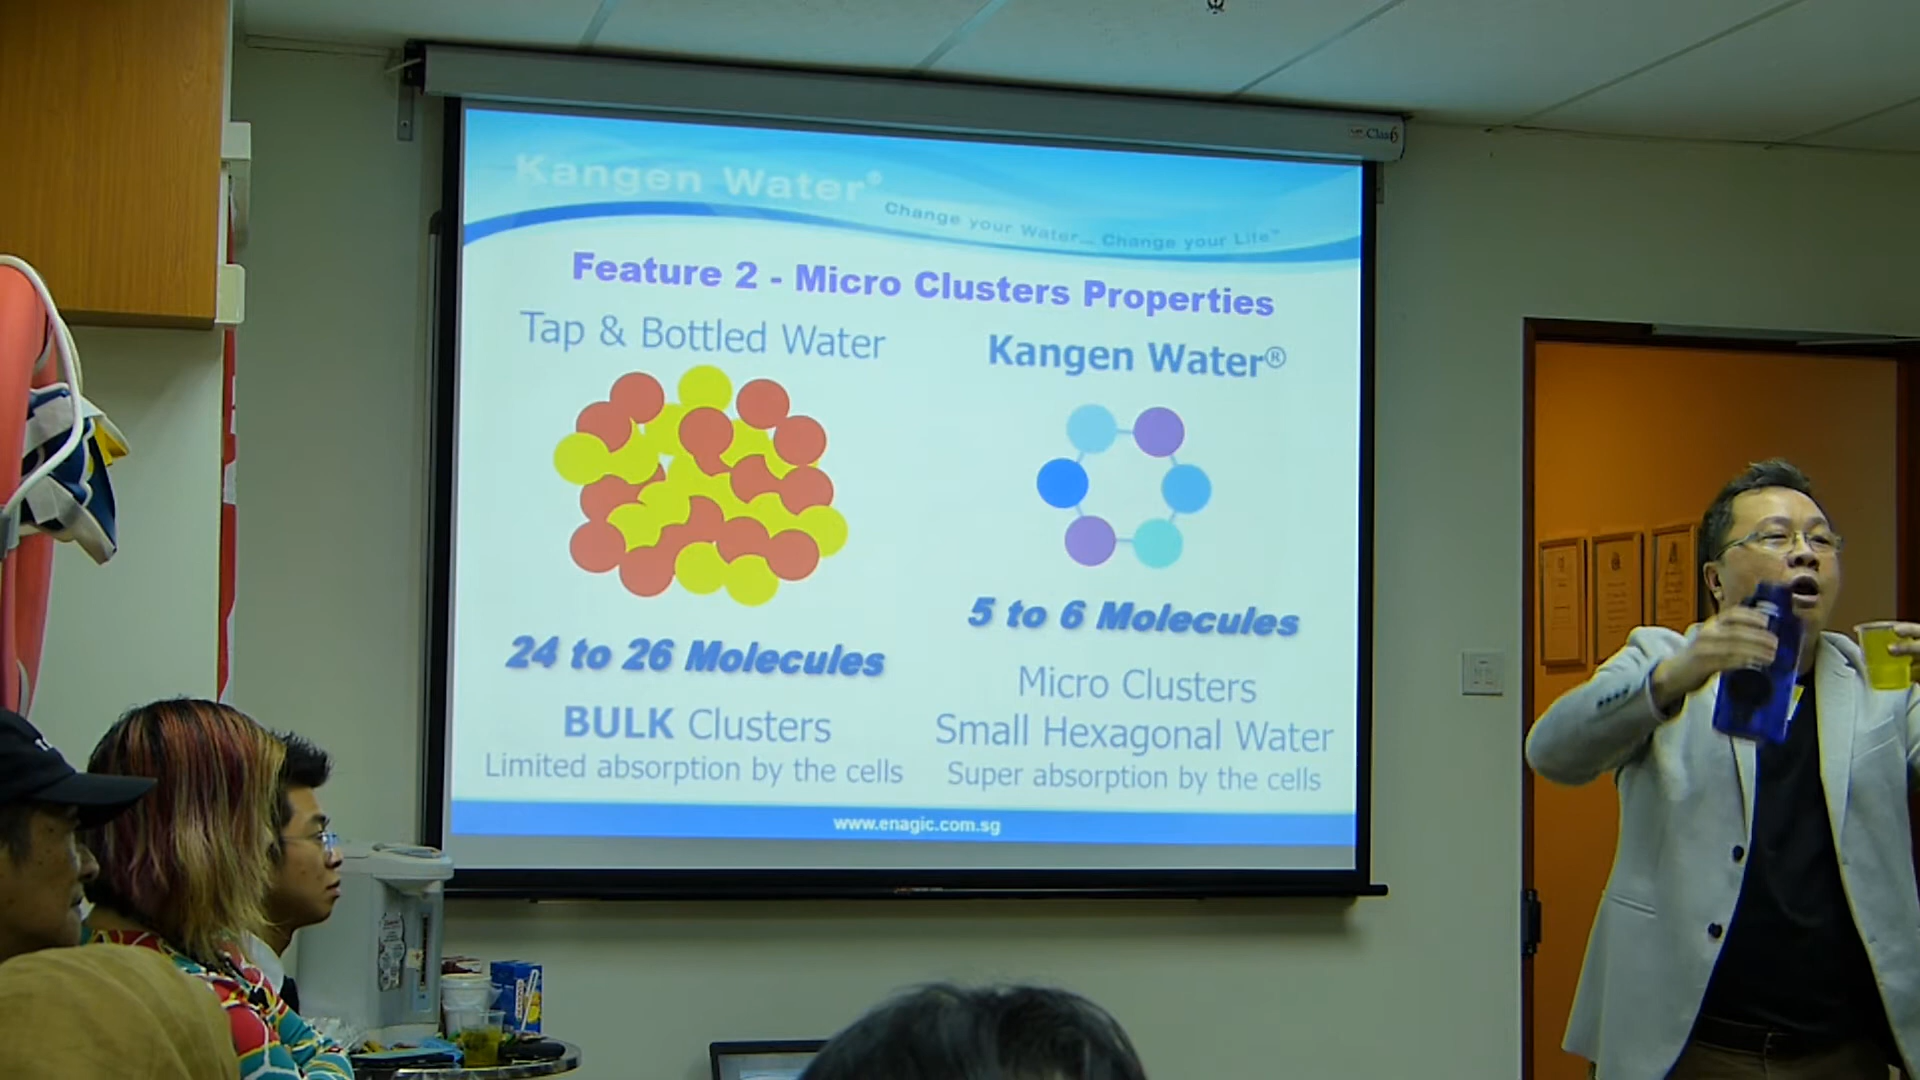 Kangen Water®
Change your Water... Change your Life™
Feature 2 - Micro Clusters Properties
Tap & Bottled Water
Kangen Water®
24 to 26 Molecules
5 to 6 Molecules
BULK Clusters
Limited absorption by the cells
Micro Clusters
Small Hexagonal Water
Super absorption by the cells
www.enagic.com.sg